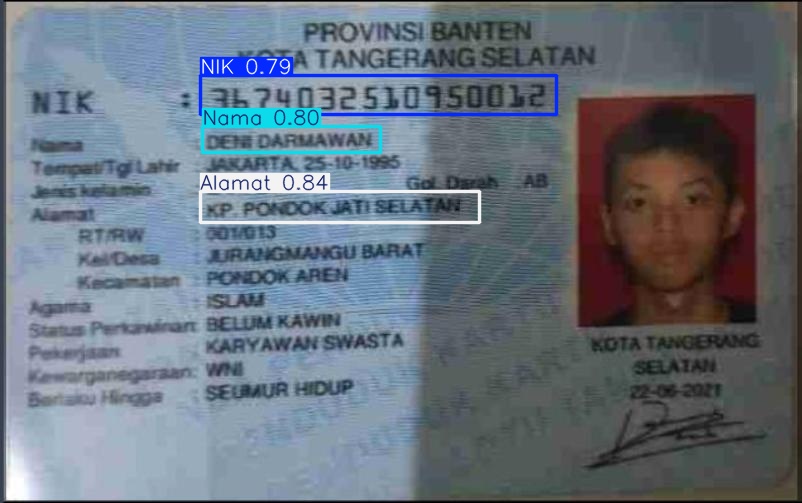 PROVINSI BANTEN
KOTA TANGERANG SELATAN
NIK 0.79
NIK : 3674032510950012
Nama 0.80
Nama : DENI DARMAWAN
Tempat/Tgl Lahir : JAKARTA, 25-10-1995
Alamat 0.84
Jenis kelamin Gol. Darah AB
Alamat KP. PONDOK JATI SELATAN
RT/RW : 001/013
Kel/Desa : JURANGMANGU BARAT
Kecamatan : PONDOK AREN
Agama : ISLAM
Status Perkawinan: BELUM KAWIN
Pekerjaan : KARYAWAN SWASTA
Kewarganegaraan: WNI
Berlaku Hingga : SEUMUR HIDUP
KOTA TANGERANG
SELATAN
22-06-2021